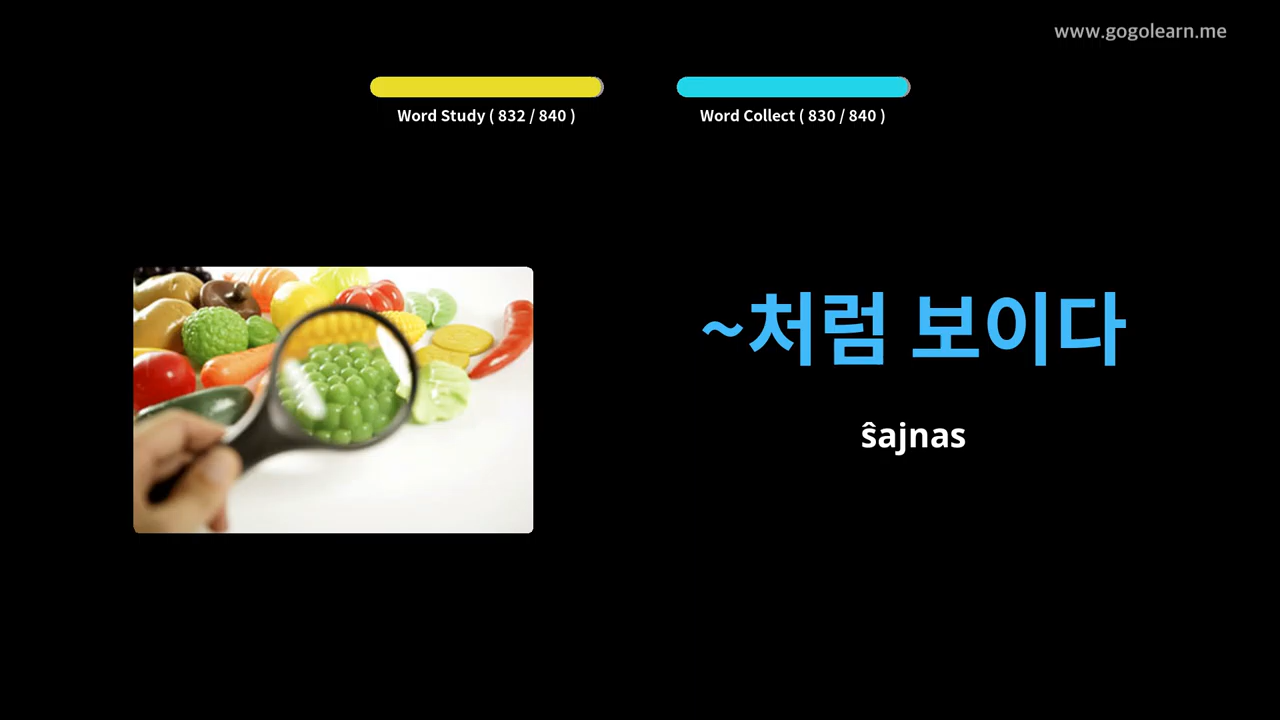 www.gogolearn.me
Word Study ( 832 / 840 )
Word Collect ( 830 / 840 )
~처럼 보이다
ŝajnas